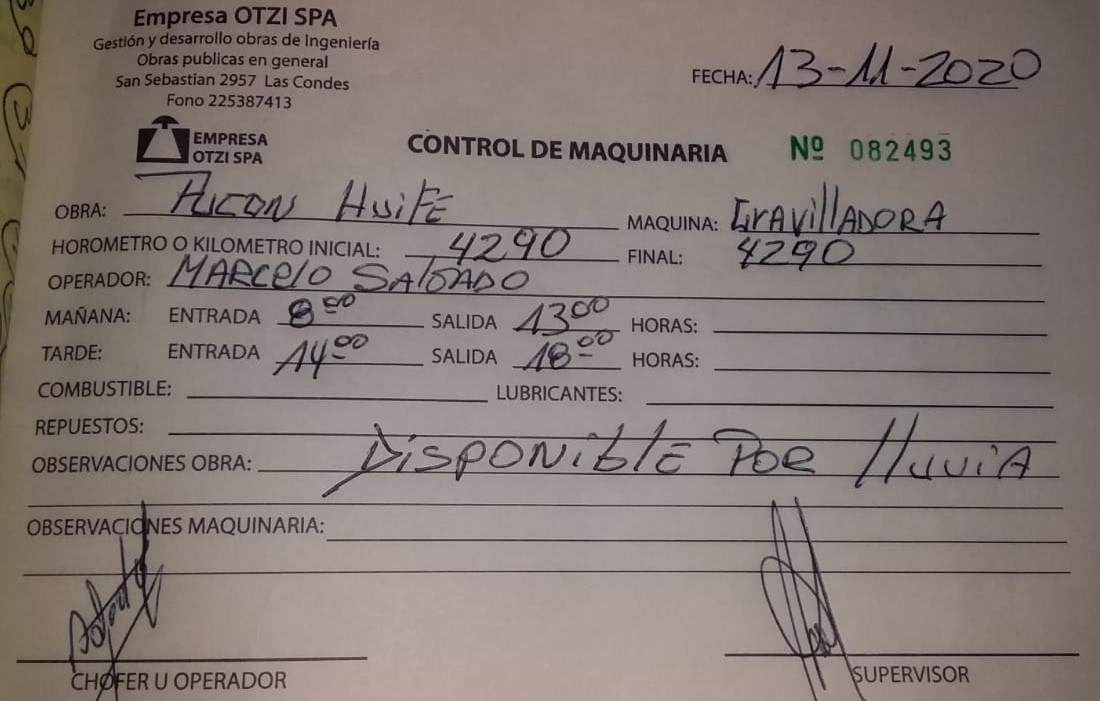 Empresa OTZI SPA
Gestión y desarrollo obras de Ingeniería
Obras publicas en general
San Sebastian 2957 Las Condes
Fono 225387413
FECHA: 13-11-2020
EMPRESA
OTZI SPA
CONTROL DE MAQUINARIA Nº 082493
OBRA: Pucon Huife MAQUINA: GravillADORA
HOROMETRO O KILOMETRO INICIAL: 4290 FINAL: 4290
OPERADOR: MARCELO SALGADO
MAÑANA: ENTRADA 8:00 SALIDA 13:00 HORAS:
TARDE: ENTRADA 14:00 SALIDA 18:00 HORAS:
COMBUSTIBLE: LUBRICANTES:
REPUESTOS:
OBSERVACIONES OBRA: Disponible Por lluvia
OBSERVACIONES MAQUINARIA:
CHOFER U OPERADOR SUPERVISOR